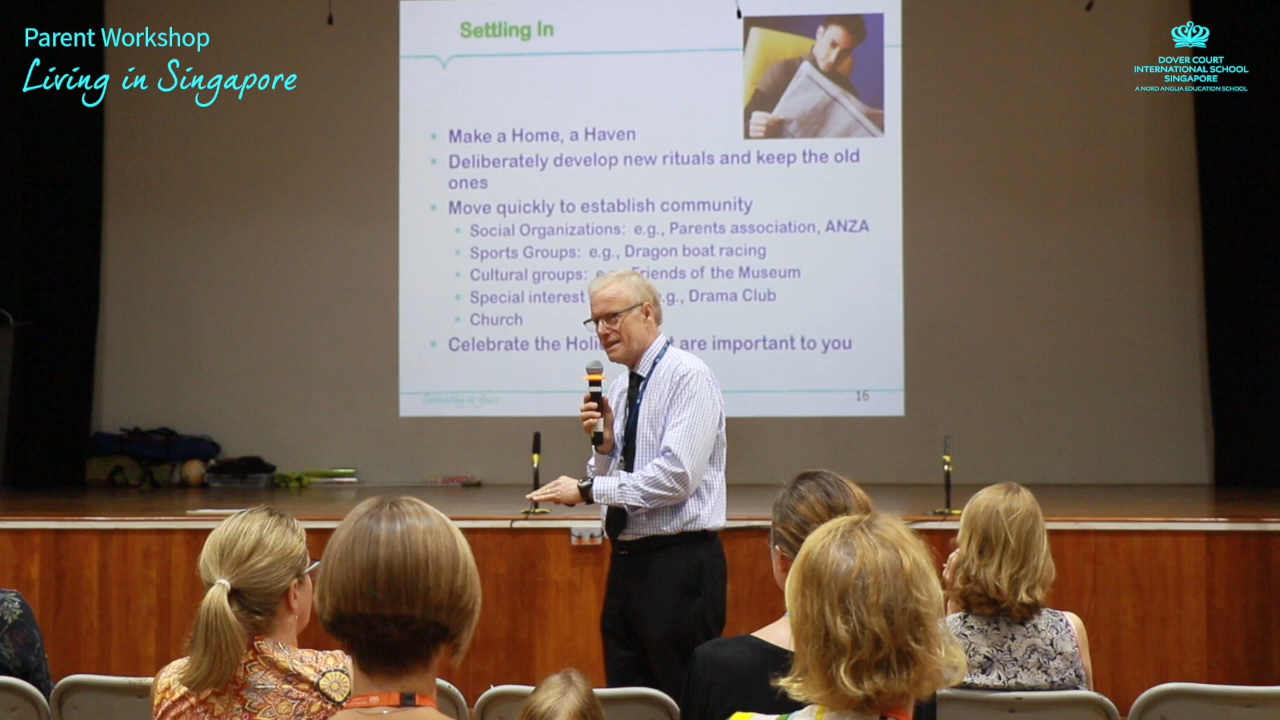 Parent Workshop
Living in Singapore
DOVER COURT
INTERNATIONAL SCHOOL
SINGAPORE
A NORD ANGLIA EDUCATION SCHOOL
Settling In
Make a Home, a Haven
Deliberately develop new rituals and keep the old
ones
Move quickly to establish community
Social Organizations: e.g., Parents association, ANZA
Sports Groups: e.g., Dragon boat racing
Cultural groups: Friends of the Museum
Special interest Drama Club
Church
Celebrate the are important to you
16